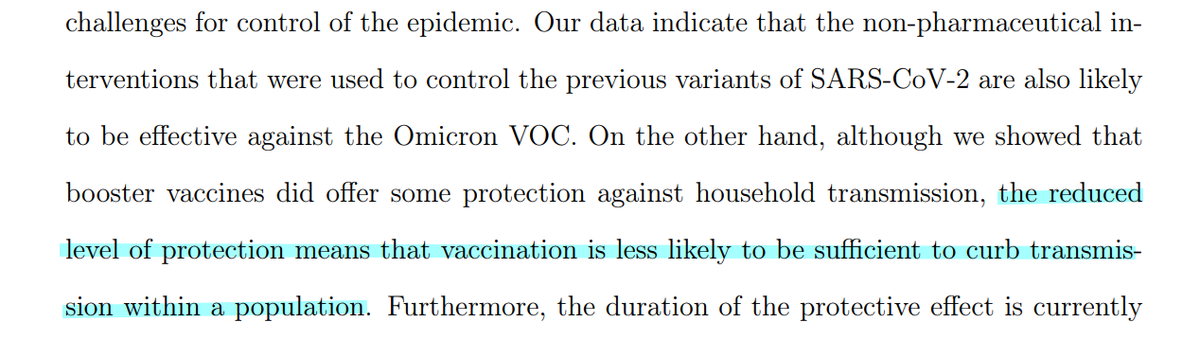 challenges for control of the epidemic. Our data indicate that the non-pharmaceutical in-
terventions that were used to control the previous variants of SARS-CoV-2 are also likely
to be effective against the Omicron VOC. On the other hand, although we showed that
booster vaccines did offer some protection against household transmission, the reduced
level of protection means that vaccination is less likely to be sufficient to curb transmis-
sion within a population. Furthermore, the duration of the protective effect is currently